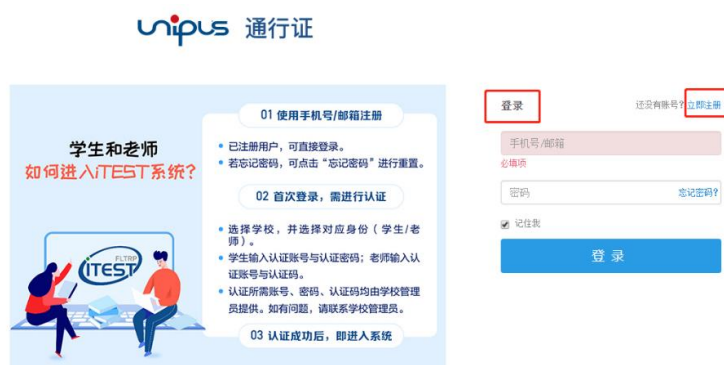 unipus 通行证
学生和老师
如何进入iTEST系统?
FLTRP
iTEST
01 使用手机号/邮箱注册
已注册用户,可直接登录。
若忘记密码,可点击“忘记密码”进行重置。
02 首次登录,需进行认证
选择学校,并选择对应身份(学生/老
师)。
学生输入认证账号与认证密码;老师输入认
证账号与认证码。
认证所需账号、密码、认证码均由学校管理
员提供。如有问题,请联系学校管理员。
03 认证成功后,即进入系统
登录 还没有账号?立即注册
手机号/邮箱
必填项
密码 忘记密码?
记住我
登 录